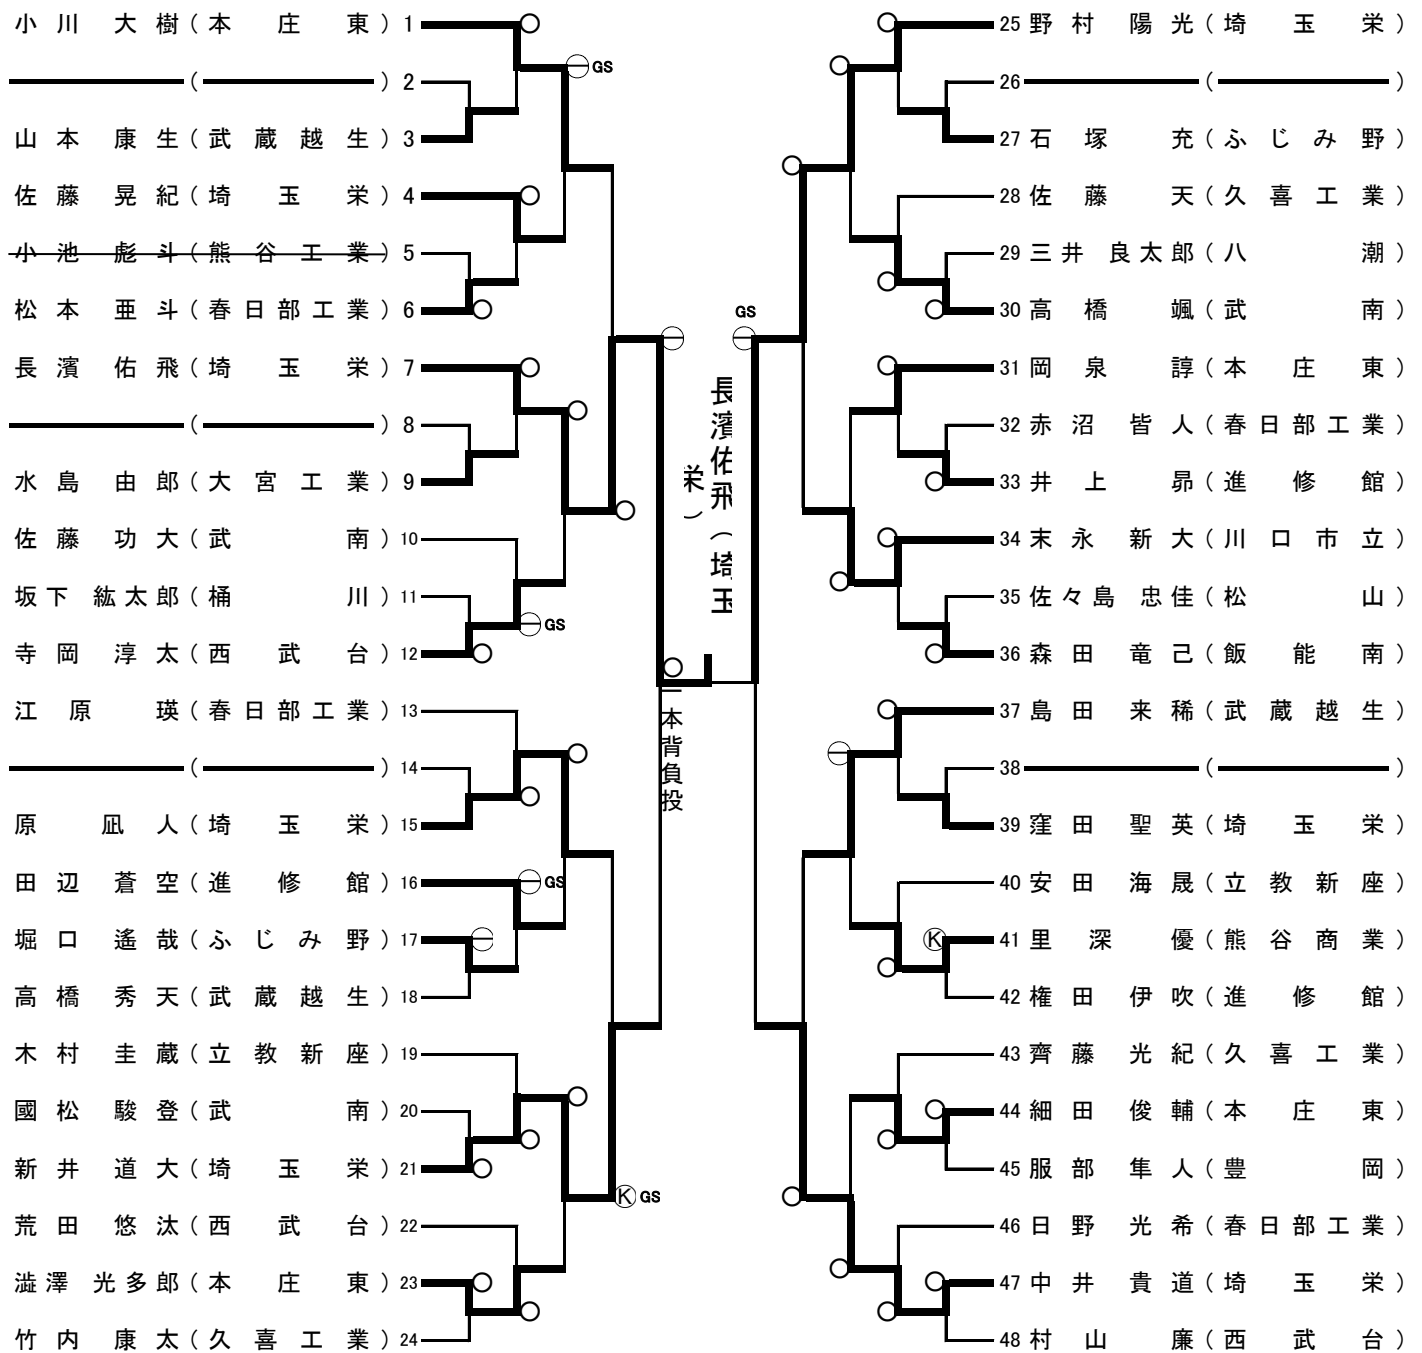 小川 大樹(本庄東) 1
( ) 2
山本 康生(武蔵越生) 3
佐藤 晃紀(埼玉栄) 4
小池 彪斗(熊谷工業) 5
松本 亜斗(春日部工業) 6
長濱 佑飛(埼玉栄) 7
( ) 8
水島 由郎(大宮工業) 9
佐藤 功大(武南) 10
坂下 紘太郎(桶川) 11
寺岡 淳太(西武台) 12
江原 瑛(春日部工業) 13
( ) 14
原 凪人(埼玉栄) 15
田辺 蒼空(進修館) 16
堀口 遙哉(ふじみ野) 17
高橋 秀天(武蔵越生) 18
木村 圭蔵(立教新座) 19
國松 駿登(武南) 20
新井 道大(埼玉栄) 21
荒田 悠汰(西武台) 22
澁澤 光多郎(本庄東) 23
竹内 康太(久喜工業) 24
GS
GS
GS
Ⓚ GS
長濱佑飛(埼玉
栄)
一本背負投
GS
Ⓚ
25 野村 陽光(埼玉栄)
26 ( )
27 石塚 充(ふじみ野)
28 佐藤 天(久喜工業)
29 三井 良太郎(八潮)
30 高橋 颯(武南)
31 岡泉 諄(本庄東)
32 赤沼 皆人(春日部工業)
33 井上 昴(進修館)
34 末永 新大(川口市立)
35 佐々島 忠佳(松山)
36 森田 竜己(飯能南)
37 島田 来稀(武蔵越生)
38 ( )
39 窪田 聖英(埼玉栄)
40 安田 海晟(立教新座)
41 里深 優(熊谷商業)
42 権田 伊吹(進修館)
43 齊藤 光紀(久喜工業)
44 細田 俊輔(本庄東)
45 服部 隼人(豊岡)
46 日野 光希(春日部工業)
47 中井 貴道(埼玉栄)
48 村山 廉(西武台)